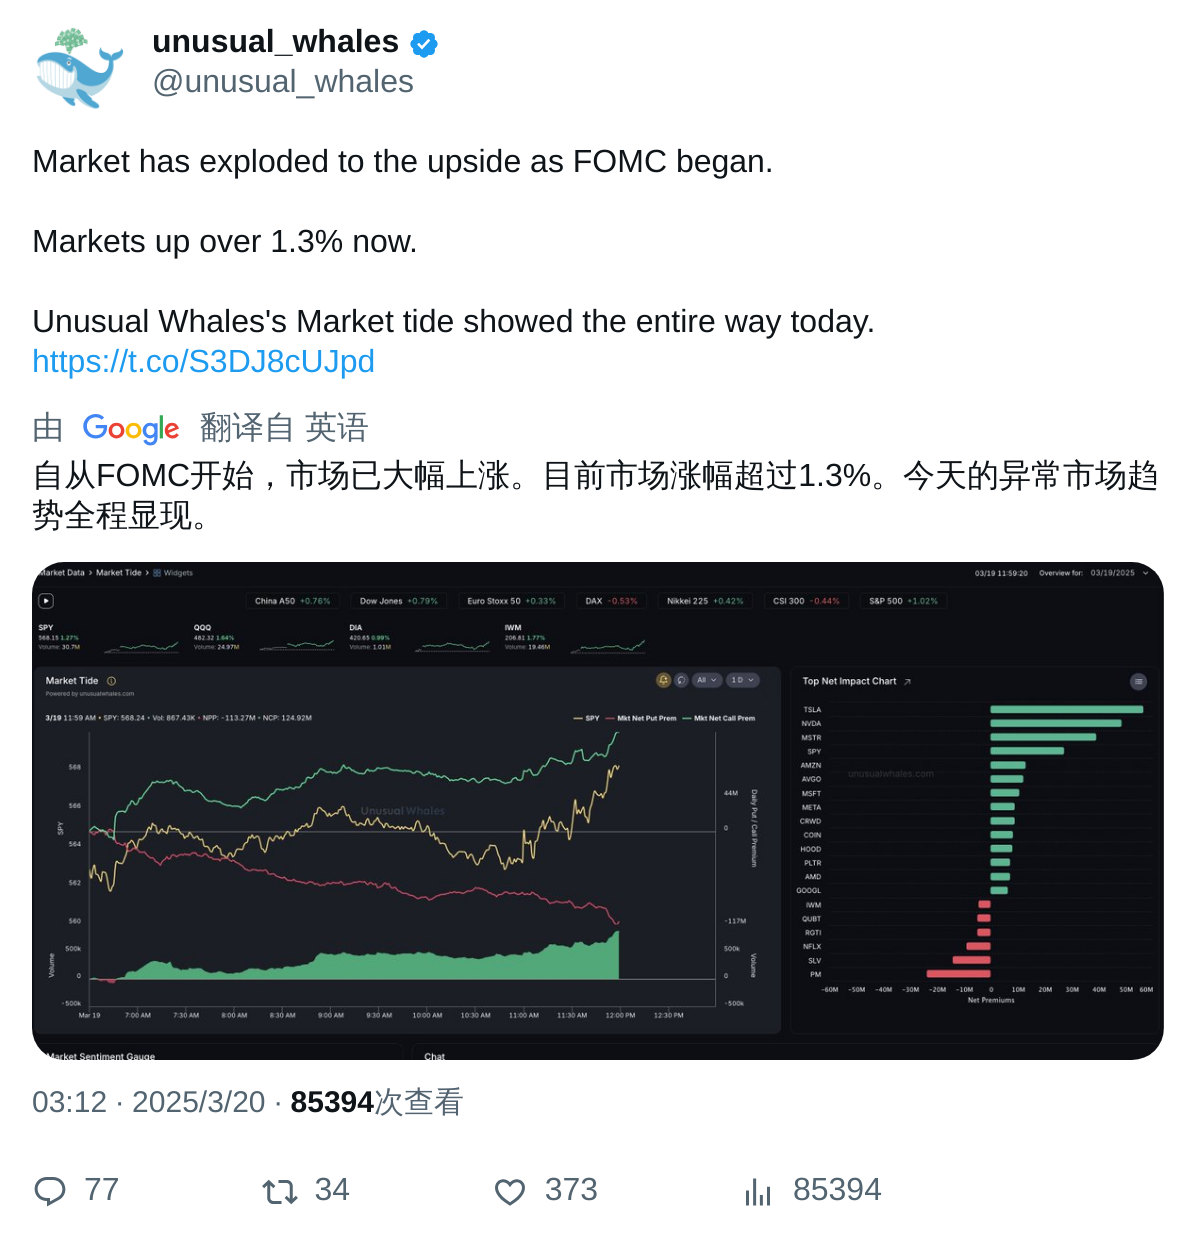 unusual_whales
@unusual_whales
Market has exploded to the upside as FOMC began.
Markets up over 1.3% now.
Unusual Whales's Market tide showed the entire way today.
https://t.co/S3DJ8cUJpd
由 Google 翻译自 英语
自从FOMC开始，市场已大幅上涨。目前市场涨幅超过1.3%。今天的异常市场趋
势全程显现。
Market Data > Market Tide > Widgets
03/19 11:59:20 Overview for: 03/19/2025
China A50 +0.76% Dow Jones +0.79% Euro Stoxx 50 +0.33% DAX -0.53% Nikkei 225 +0.42% CSI 300 -0.44% S&P 500 +1.02%
SPY
568.15 1.27%
Volume: 30.7M
QQQ
482.32 1.64%
Volume: 24.97M
DIA
420.65 0.99%
Volume: 1.01M
IWM
206.81 1.77%
Volume: 19.46M
Market Tide
Powered by unusualwhales.com
All 1 D
3/19 11:59 AM • SPY: 568.24 • Vol: 867.43K • NPP: -113.27M • NCP: 124.92M
SPY Mkt Net Put Prem Mkt Net Call Prem
Unusual Whales
SPY
568
566
564
562
560
44M
0
-117M
Daily Put / Call Premium
Volume
500k
0
-500k
500k
0
-500k
Volume
Mar 19 7:00 AM 7:30 AM 8:00 AM 8:30 AM 9:00 AM 9:30 AM 10:00 AM 10:30 AM 11:00 AM 11:30 AM 12:00 PM 12:30 PM
Top Net Impact Chart
unusualwhales.com
TSLA
NVDA
MSTR
SPY
AMZN
AVGO
MSFT
META
CRWD
COIN
HOOD
PLTR
AMD
GOOGL
IWM
QUBT
RGTI
NFLX
SLV
PM
-60M -50M -40M -30M -20M -10M 0 10M 20M 30M 40M 50M 60M
Net Premiums
Market Sentiment Gauge
Chat
03:12 · 2025/3/20 · 85394次查看
77 34 373 85394